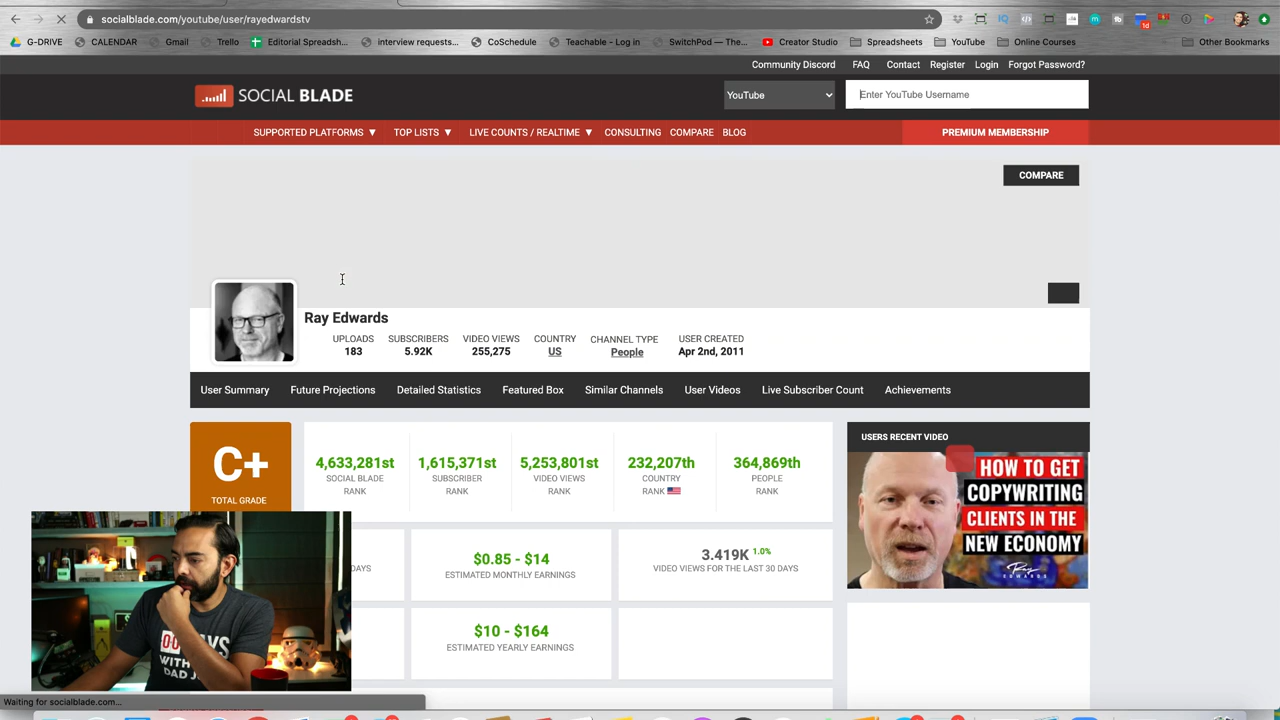 socialblade.com/youtube/user/rayedwardstv
G-DRIVE CALENDAR Gmail Trello Editorial Spreadsh... interview requests... CoSchedule Teachable - Log in SwitchPod — The... Creator Studio Spreadsheets YouTube Online Courses Other Bookmarks
Community Discord FAQ Contact Register Login Forgot Password?
SOCIAL BLADE YouTube Enter YouTube Username
SUPPORTED PLATFORMS ▼ TOP LISTS ▼ LIVE COUNTS / REALTIME ▼ CONSULTING COMPARE BLOG PREMIUM MEMBERSHIP
COMPARE
Ray Edwards
UPLOADS SUBSCRIBERS VIDEO VIEWS COUNTRY CHANNEL TYPE USER CREATED
183 5.92K 255,275 US People Apr 2nd, 2011
User Summary Future Projections Detailed Statistics Featured Box Similar Channels User Videos Live Subscriber Count Achievements
C+
TOTAL GRADE
4,633,281st 1,615,371st 5,253,801st 232,207th 364,869th
SOCIAL BLADE SUBSCRIBER VIDEO VIEWS COUNTRY PEOPLE
RANK RANK RANK RANK RANK
USERS RECENT VIDEO
HOW TO GET
COPYWRITING
CLIENTS IN THE
NEW ECONOMY
Ray
EDWARDS
DAYS
$0.85 - $14
ESTIMATED MONTHLY EARNINGS
3.419K 1.0%
VIDEO VIEWS FOR THE LAST 30 DAYS
$10 - $164
ESTIMATED YEARLY EARNINGS
WITH
DAD
Waiting for socialblade.com...